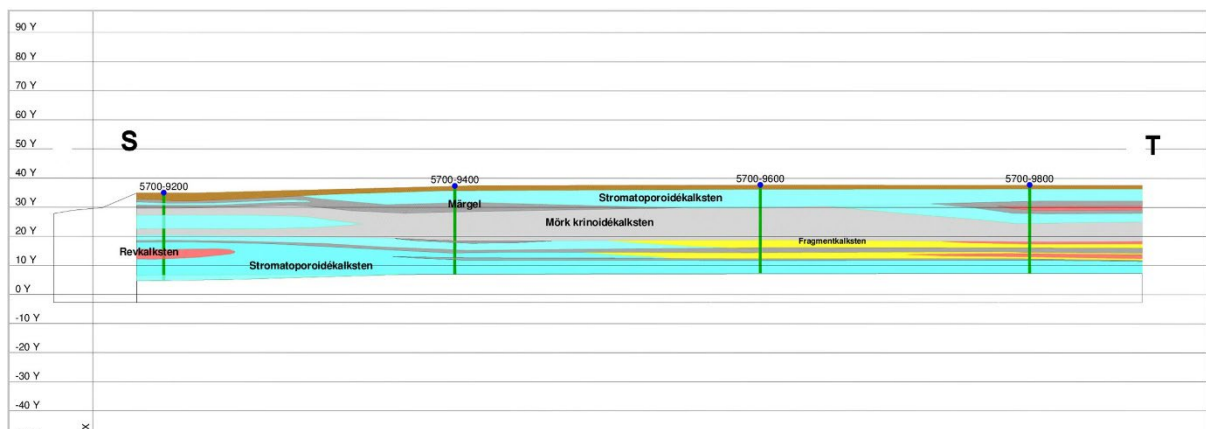 90 Y
80 Y
70 Y
60 Y
50 Y
S
T
40 Y
5700-9200
5700-9400
5700-9600
5700-9800
30 Y
Märgel
Stromatoporoidékalksten
Mörk krinoidékalksten
20 Y
Revkalksten
Fragmentkalksten
10 Y
Stromatoporoidékalksten
0 Y
-10 Y
-20 Y
-30 Y
-40 Y
X